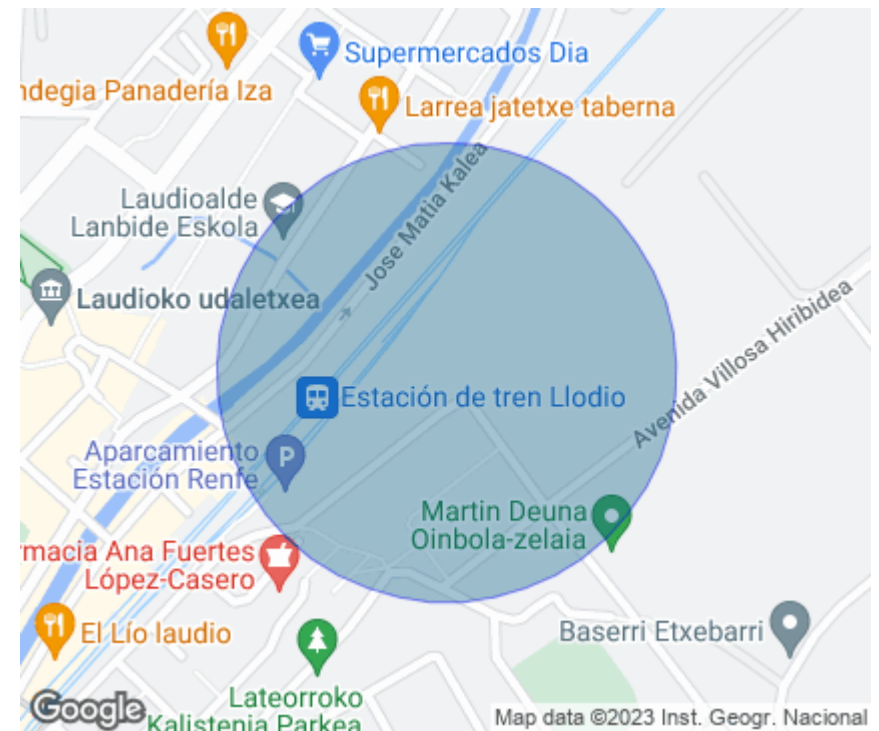 Supermercados Dia
ndegia Panadería Iza
Larrea jatetxe taberna
Laudioalde
Lanbide Eskola
Jose Matia Kalea
Laudioko udaletxea
Avenida Villosa Hiribidea
Estación de tren Llodio
Aparcamiento
Estación Renfe
P
Martin Deuna
Oinbola-zelaia
rmacia Ana Fuertes
López-Casero
El Lío laudio
Baserri Etxebarri
Lateorroko
Kalistenia Parkea
Google
Map data ©2023 Inst. Geogr. Nacional